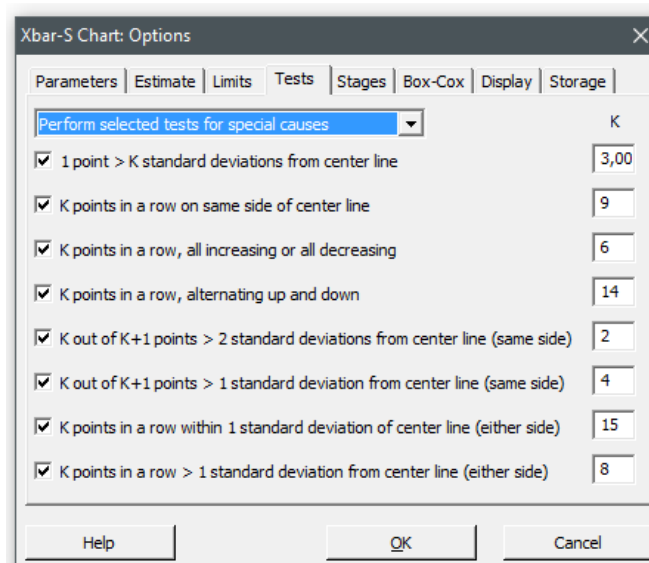 Xbar-S Chart: Options
Parameters Estimate Limits Tests Stages Box-Cox Display Storage
Perform selected tests for special causes K
1 point > K standard deviations from center line 3,00
K points in a row on same side of center line 9
K points in a row, all increasing or all decreasing 6
K points in a row, alternating up and down 14
K out of K+1 points > 2 standard deviations from center line (same side) 2
K out of K+1 points > 1 standard deviation from center line (same side) 4
K points in a row within 1 standard deviation of center line (either side) 15
K points in a row > 1 standard deviation from center line (either side) 8
Help OK Cancel